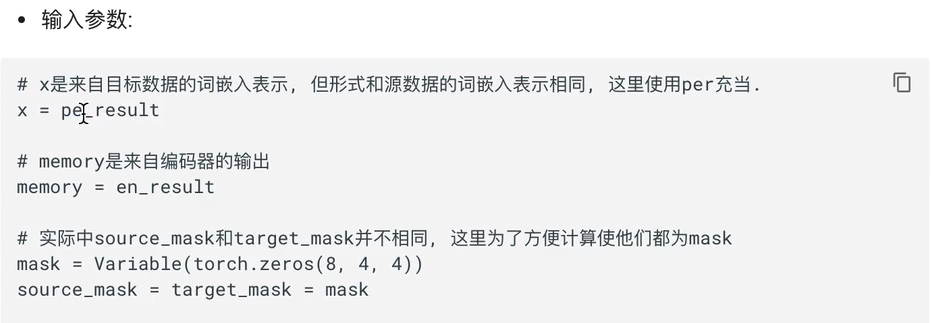 • 输入参数:
# x是来自目标数据的词嵌入表示, 但形式和源数据的词嵌入表示相同, 这里使用per充当.
x = pe_result
# memory是来自编码器的输出
memory = en_result
# 实际中source_mask和target_mask并不相同, 这里为了方便计算使他们都为mask
mask = Variable(torch.zeros(8, 4, 4))
source_mask = target_mask = mask